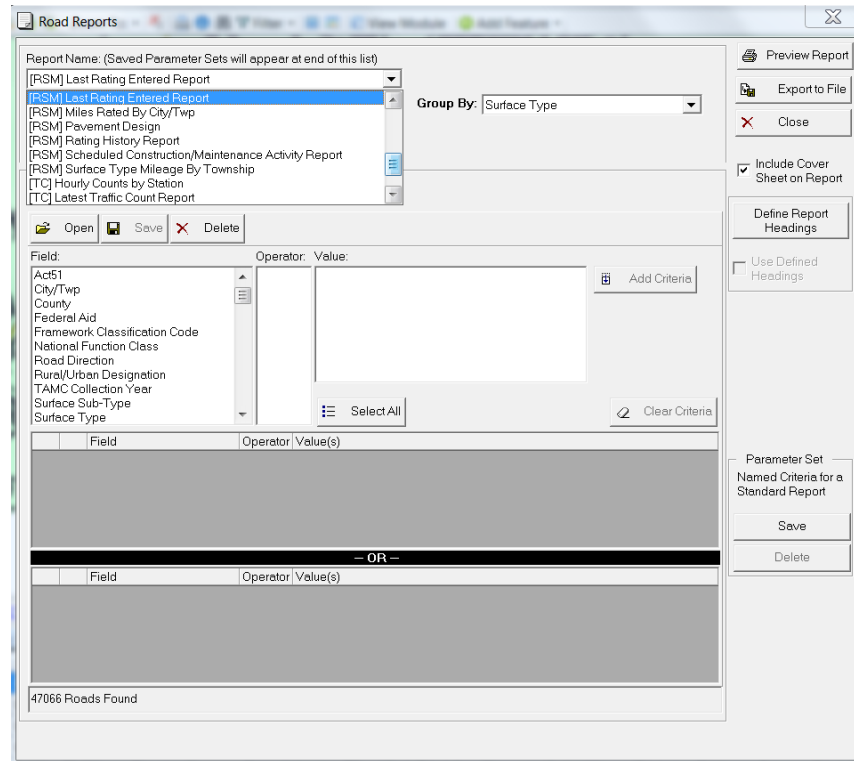 Road Reports
Filter
View Module
Add Feature
Report Name: (Saved Parameter Sets will appear at end of this list)
[RSM] Last Rating Entered Report
[RSM] Last Rating Entered Report
[RSM] Miles Rated By City/Twp
[RSM] Pavement Design
[RSM] Rating History Report
[RSM] Scheduled Construction/Maintenance Activity Report
[RSM] Surface Type Mileage By Township
[TC] Hourly Counts by Station
[TC] Latest Traffic Count Report
Group By: Surface Type
Preview Report
Export to File
Close
Include Cover
Sheet on Report
Define Report
Headings
Use Defined
Headings
Open Save Delete
Field: Operator: Value:
Act51
City/Twp
County
Federal Aid
Framework Classification Code
National Function Class
Road Direction
Rural/Urban Designation
TAMC Collection Year
Surface Sub-Type
Surface Type
Add Criteria
Select All
Clear Criteria
Field Operator Value(s)
– OR –
Field Operator Value(s)
47066 Roads Found
Parameter Set
Named Criteria for a
Standard Report
Save
Delete